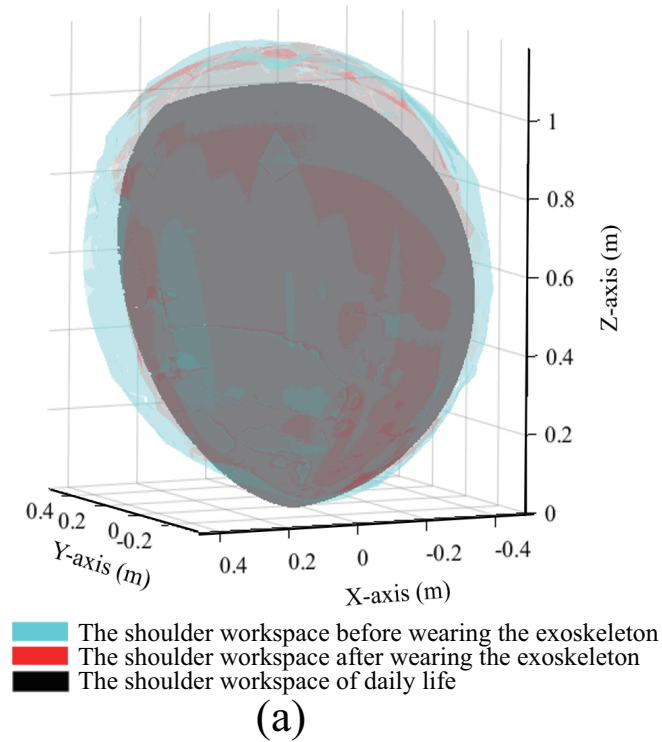 1
0.8
0.6
Z-axis (m)
0.4
0.2
0
0.4 0.2 0 -0.2
Y-axis (m)
0.4 0.2 0 -0.2 -0.4
X-axis (m)
The shoulder workspace before wearing the exoskeleton
The shoulder workspace after wearing the exoskeleton
The shoulder workspace of daily life
(a)